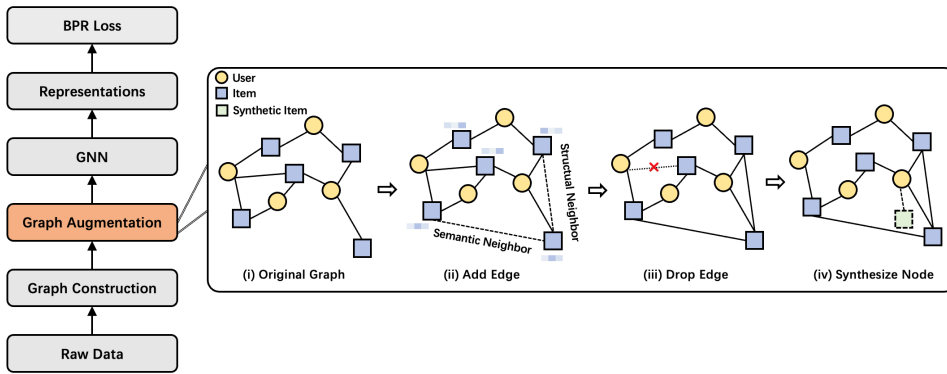 BPR Loss
Representations
GNN
Graph Augmentation
Graph Construction
Raw Data
User
Item
Synthetic Item
Semantic Neighbor
Structual Neighbor
(i) Original Graph
(ii) Add Edge
(iii) Drop Edge
(iv) Synthesize Node